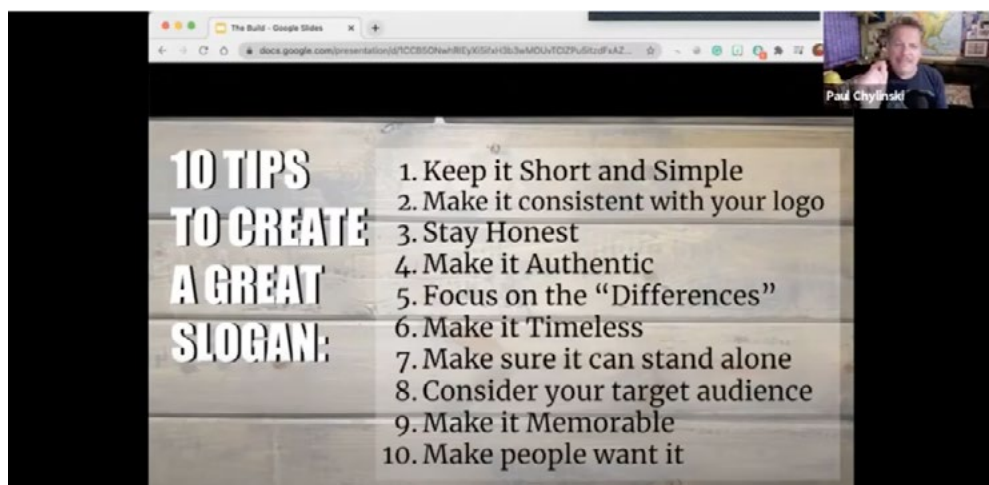 The Build - Google Slides
docs.google.com/presentation/d/
Paul Chylinski
10 TIPS
TO CREATE
A GREAT
SLOGAN:
1. Keep it Short and Simple
2. Make it consistent with your logo
3. Stay Honest
4. Make it Authentic
5. Focus on the “Differences”
6. Make it Timeless
7. Make sure it can stand alone
8. Consider your target audience
9. Make it Memorable
10. Make people want it